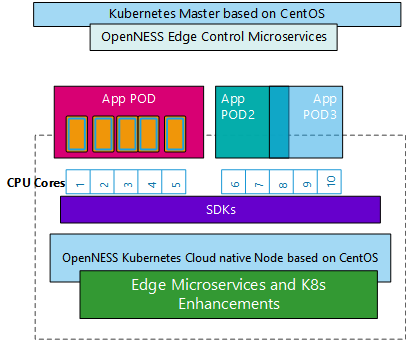 Kubernetes Master based on CentOS
OpenNESS Edge Control Microservices
App POD
App
POD2
App
POD3
CPU Cores
1
2
3
4
5
6
7
8
9
10
SDKs
OpenNESS Kubernetes Cloud native Node based on CentOS
Edge Microservices and K8s
Enhancements